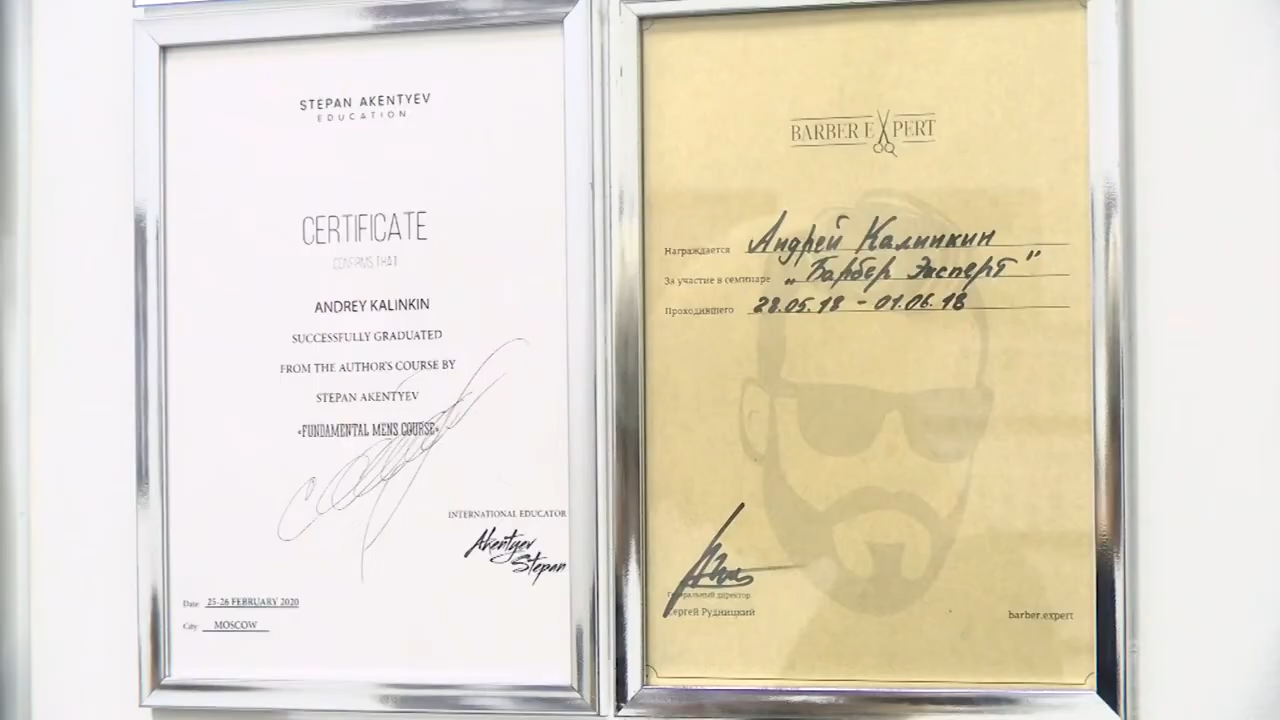 STEPAN AKENTYEV
EDUCATION
CERTIFICATE
CONFIRMS THAT
ANDREY KALINKIN
SUCCESSFULLY GRADUATED
FROM THE AUTHOR'S COURSE BY
STEPAN AKENTYEV
«FUNDAMENTAL MENS COURSE»
INTERNATIONAL EDUCATOR
Akentyev
Stepan
Date 25-26 FEBRUARY 2020
City MOSCOW
BARBER EXPERT
Награждается Андрей Калинкин
За участие в семинаре „Барбер Эксперт"
Проходившего 28.05.18 - 01.06.18
Генеральный директор
Сергей Рудницкий
barber.expert